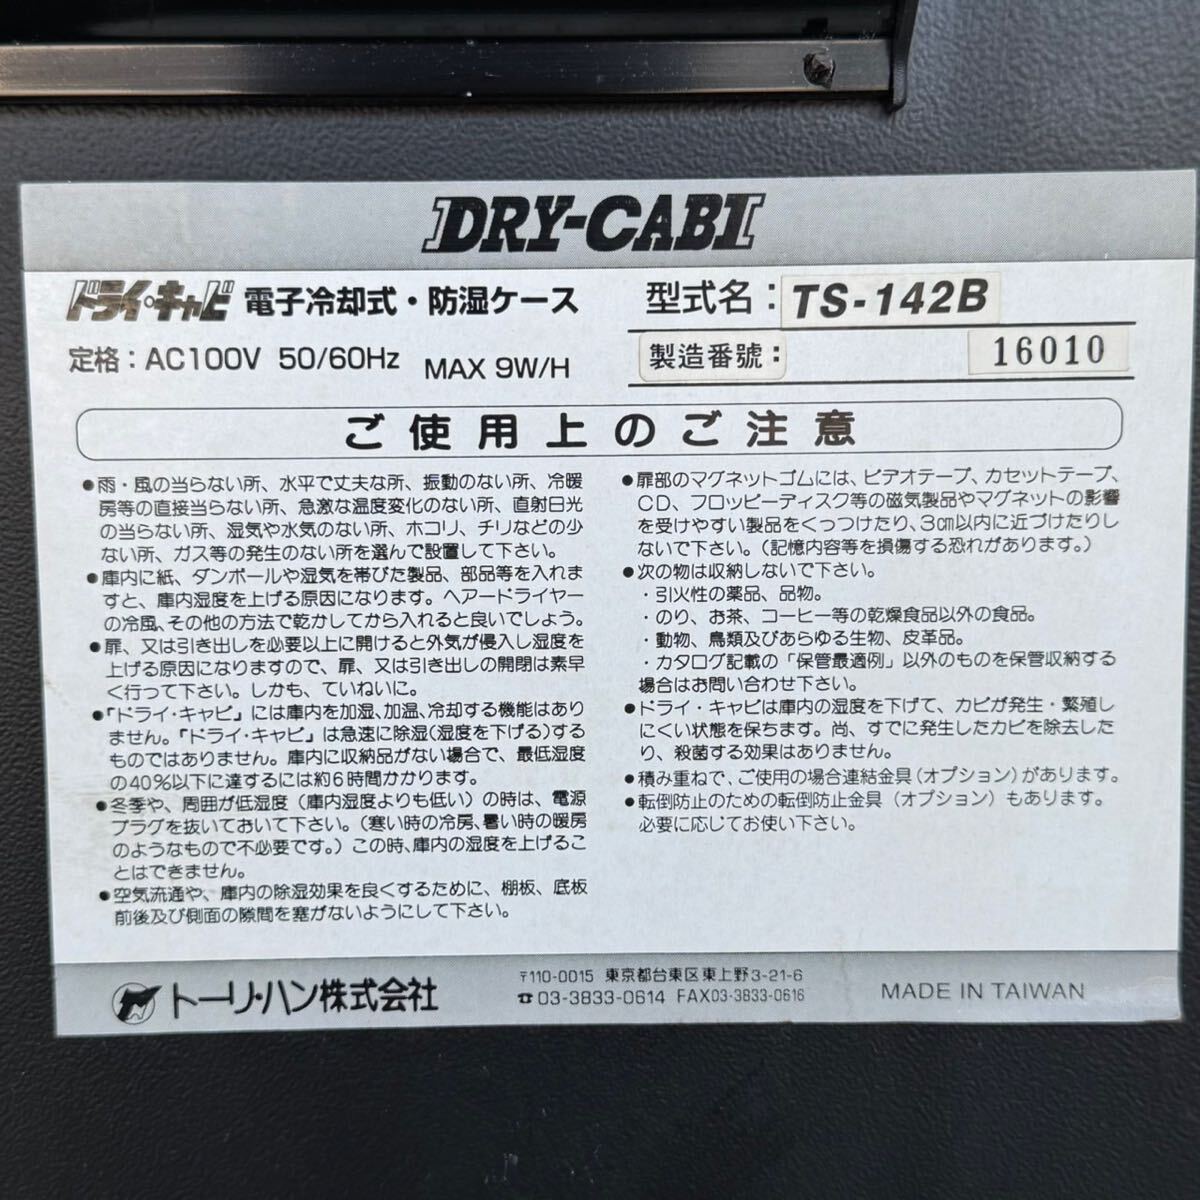 DRY-CABI
ドライ・キャビ 電子冷却式・防湿ケース
定格：AC100V 50/60Hz MAX 9W/H
型式名：TS-142B
製造番號： 16010
ご使用上のご注意
●雨・風の当らない所、水平で丈夫な所、振動のない所、冷暖
房等の直接当らない所、急激な温度変化のない所、直射日光
の当らない所、湿気や水気のない所、ホコリ、チリなどの少
ない所、ガス等の発生のない所を選んで設置して下さい。
●庫内に紙、ダンボールや湿気を帯びた製品、部品等を入れま
すと、庫内湿度を上げる原因になります。ヘアードライヤー
の冷風、その他の方法で乾かしてから入れると良いでしょう。
●扉、又は引き出しを必要以上に開けると外気が侵入し湿度を
上げる原因になりますので、扉、又は引き出しの開閉は素早
く行って下さい。しかも、ていねいに。
●「ドライ・キャビ」には庫内を加湿、加温、冷却する機能はあり
ません。「ドライ・キャビ」は急速に除湿（湿度を下げる）する
ものではありません。庫内に収納品がない場合で、最低湿度
の40%以下に達するには約6時間かかります。
●冬季や、周囲が低湿度（庫内湿度よりも低い）の時は、電源
プラグを抜いておいて下さい。（寒い時の冷房、暑い時の暖房
のようなもので不必要です。）この時、庫内の湿度を上げるこ
とはできません。
●空気流通や、庫内の除湿効果を良くするために、棚板、底板
前後及び側面の隙間を塞がないようにして下さい。
●扉部のマグネットゴムには、ビデオテープ、カセットテープ、
CD、フロッピーディスク等の磁気製品やマグネットの影響
を受けやすい製品をくっつけたり、3㎝以内に近づけたりし
ないで下さい。（記憶内容等を損傷する恐れがあります。）
●次の物は収納しないで下さい。
・引火性の薬品、品物。
・のり、お茶、コーヒー等の乾燥食品以外の食品。
・動物、鳥類及びあらゆる生物、皮革品。
・カタログ記載の「保管最適例」以外のものを保管収納する
場合はお問い合わせ下さい。
●ドライ・キャビは庫内の湿度を下げて、カビが発生・繁殖し
にくい状態を保ちます。尚、すでに発生したカビを除去した
り、殺菌する効果はありません。
●積み重ねで、ご使用の場合連結金具（オプション）があります。
●転倒防止のための転倒防止金具（オプション）もあります。
必要に応じてお使い下さい。
トーリ・ハン株式会社
〒110-0015 東京都台東区東上野3-21-6
☎03-3833-0614 FAX03-3833-0616
MADE IN TAIWAN